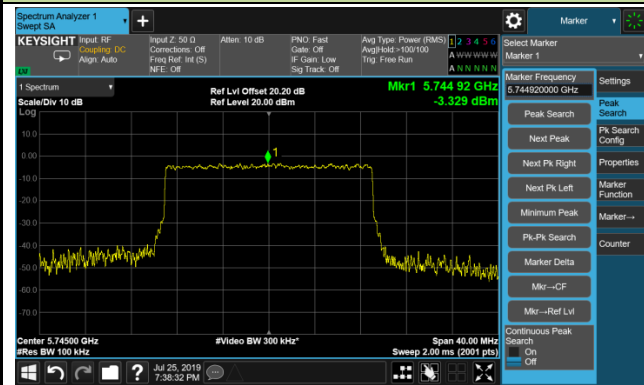 Spectrum Analyzer 1
Swept SA
+
Marker
KEYSIGHT
Input: RF
Coupling: DC
Align: Auto
Input Z: 50 Ω
Corrections: Off
Freq Ref: Int (S)
NFE: Off
Atten: 10 dB
PNO: Fast
Gate: Off
IF Gain: Low
Sig Track: Off
Avg Type: Power (RMS)
Avg|Hold:>100/100
Trig: Free Run
1 2 3 4 5 6
A W W W W W
A N N N N N
LXI
1 Spectrum
Scale/Div 10 dB
Log
Ref Lvl Offset 20.20 dB
Ref Level 20.00 dBm
Mkr1 5.744 92 GHz
-3.329 dBm
10.0
0.00
-10.0
-20.0
-30.0
-40.0
-50.0
-60.0
-70.0
1
Center 5.74500 GHz
#Res BW 100 kHz
#Video BW 300 kHz*
Span 40.00 MHz
Sweep 2.00 ms (2001 pts)
Jul 25, 2019
7:38:32 PM
Select Marker
Marker 1
Marker Frequency
5.744920000 GHz
Peak Search
Next Peak
Next Pk Right
Next Pk Left
Minimum Peak
Pk-Pk Search
Marker Delta
Mkr→CF
Mkr→Ref Lvl
Continuous Peak
Search
On
Off
Settings
Peak
Search
Pk Search
Config
Properties
Marker
Function
Marker→
Counter